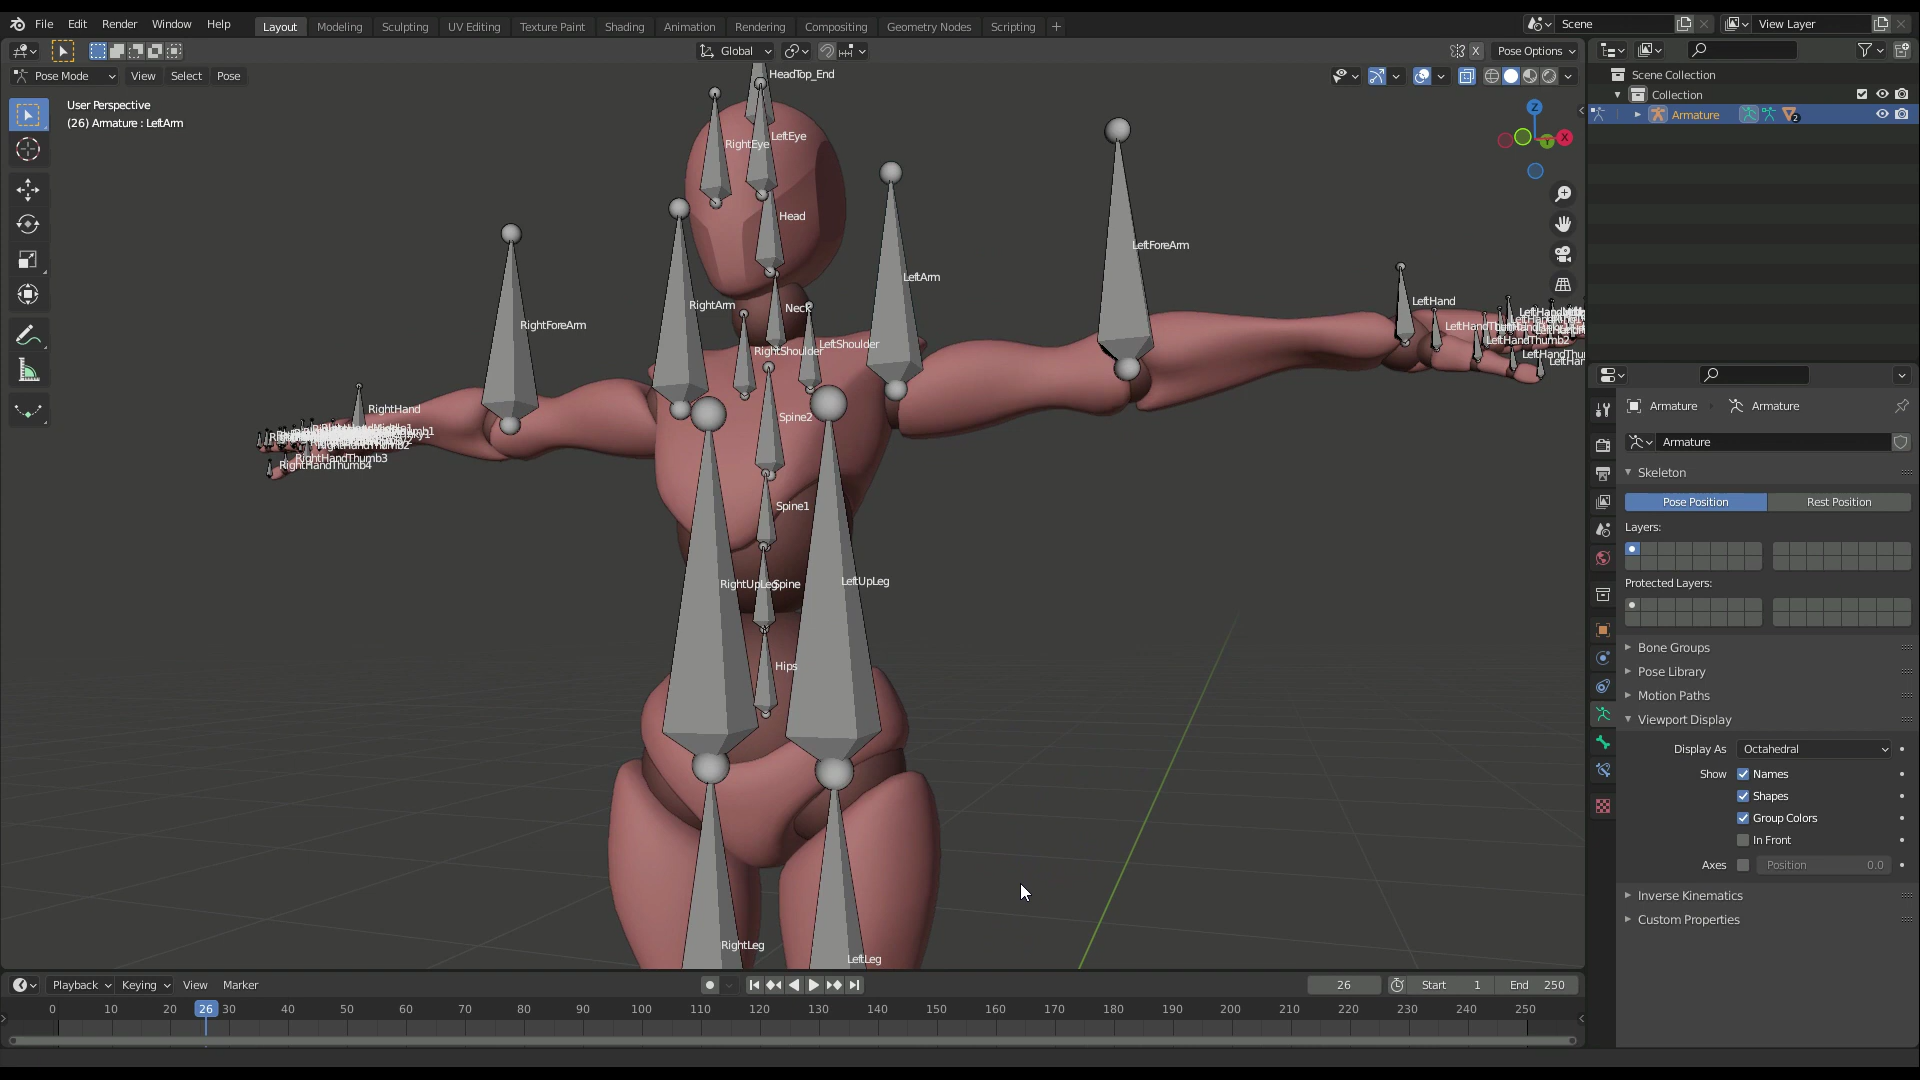 File Edit Render Window Help Layout Modeling Sculpting UV Editing Texture Paint Shading Animation Rendering Compositing Geometry Nodes Scripting + Scene View Layer
Global X Pose Options
Pose Mode View Select Pose
User Perspective
(26) Armature : LeftArm
HeadTop_End
LeftEye
RightEye
Head
LeftForeArm
LeftArm
LeftHand
RightArm
Neck
RightForeArm
LeftShoulder
RightShoulder
LeftHandThumb2
RightHand
Spine2
RightHandThumb2
RightHandThumb3
RightHandThumb4
Spine1
RightUpLeg
Spine
LeftUpLeg
Hips
RightLeg
LeftLeg
Z
X
Y
Scene Collection
Collection
Armature
2
Armature Armature
Armature
Skeleton
Pose Position Rest Position
Layers:
Protected Layers:
Bone Groups
Pose Library
Motion Paths
Viewport Display
Display As Octahedral
Show Names
Shapes
Group Colors
In Front
Axes Position 0.0
Inverse Kinematics
Custom Properties
Playback Keying View Marker 26 Start 1 End 250
0 10 20 26 30 40 50 60 70 80 90 100 110 120 130 140 150 160 170 180 190 200 210 220 230 240 250